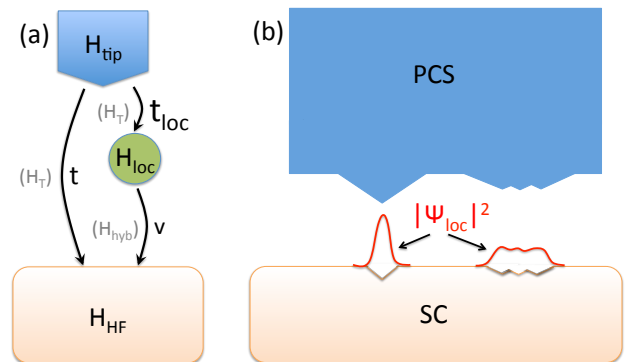 (a)
H_tip
(H_T)
t_loc
H_loc
(H_T)
t
(H_hyb)
v
H_HF
(b)
PCS
|Ψ_loc|²
SC